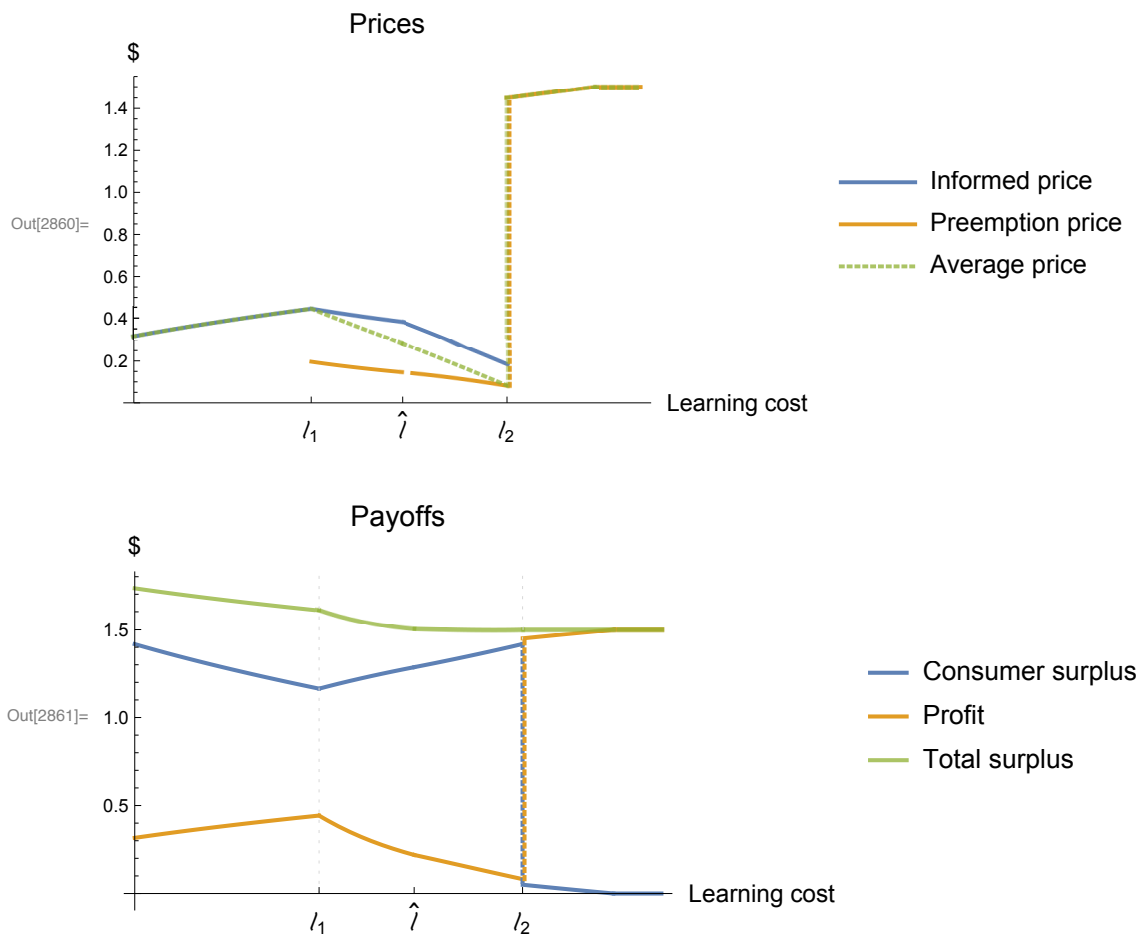 Prices
$
1.4
1.2
1.0
0.8
0.6
0.4
0.2
Out[2860]=
l₁
l̂
l₂
Learning cost
Informed price
Preemption price
Average price
Payoffs
$
1.5
1.0
0.5
Out[2861]=
l₁
l̂
l₂
Learning cost
Consumer surplus
Profit
Total surplus